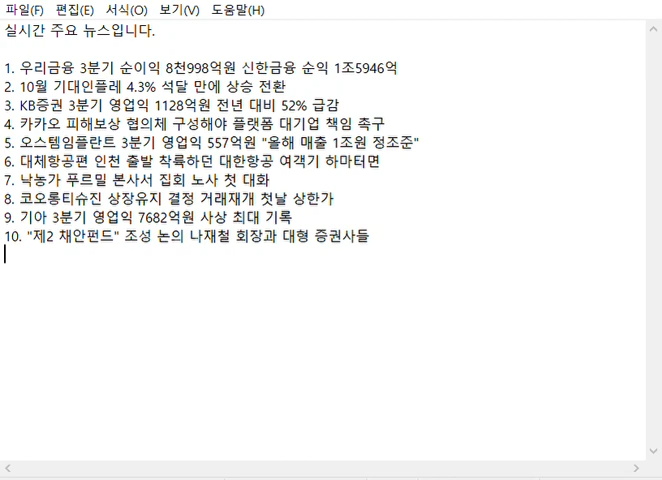 파일(F) 편집(E) 서식(O) 보기(V) 도움말(H)
실시간 주요 뉴스입니다.
1. 우리금융 3분기 순이익 8천998억원 신한금융 순익 1조5946억
2. 10월 기대인플레 4.3% 석달 만에 상승 전환
3. KB증권 3분기 영업익 1128억원 전년 대비 52% 급감
4. 카카오 피해보상 협의체 구성해야 플랫폼 대기업 책임 촉구
5. 오스템임플란트 3분기 영업익 557억원 "올해 매출 1조원 정조준"
6. 대체항공편 인천 출발 착륙하던 대한항공 여객기 하마터면
7. 낙농가 푸르밀 본사서 집회 노사 첫 대화
8. 코오롱티슈진 상장유지 결정 거래재개 첫날 상한가
9. 기아 3분기 영업익 7682억원 사상 최대 기록
10. "제2 채안펀드" 조성 논의 나재철 회장과 대형 증권사들